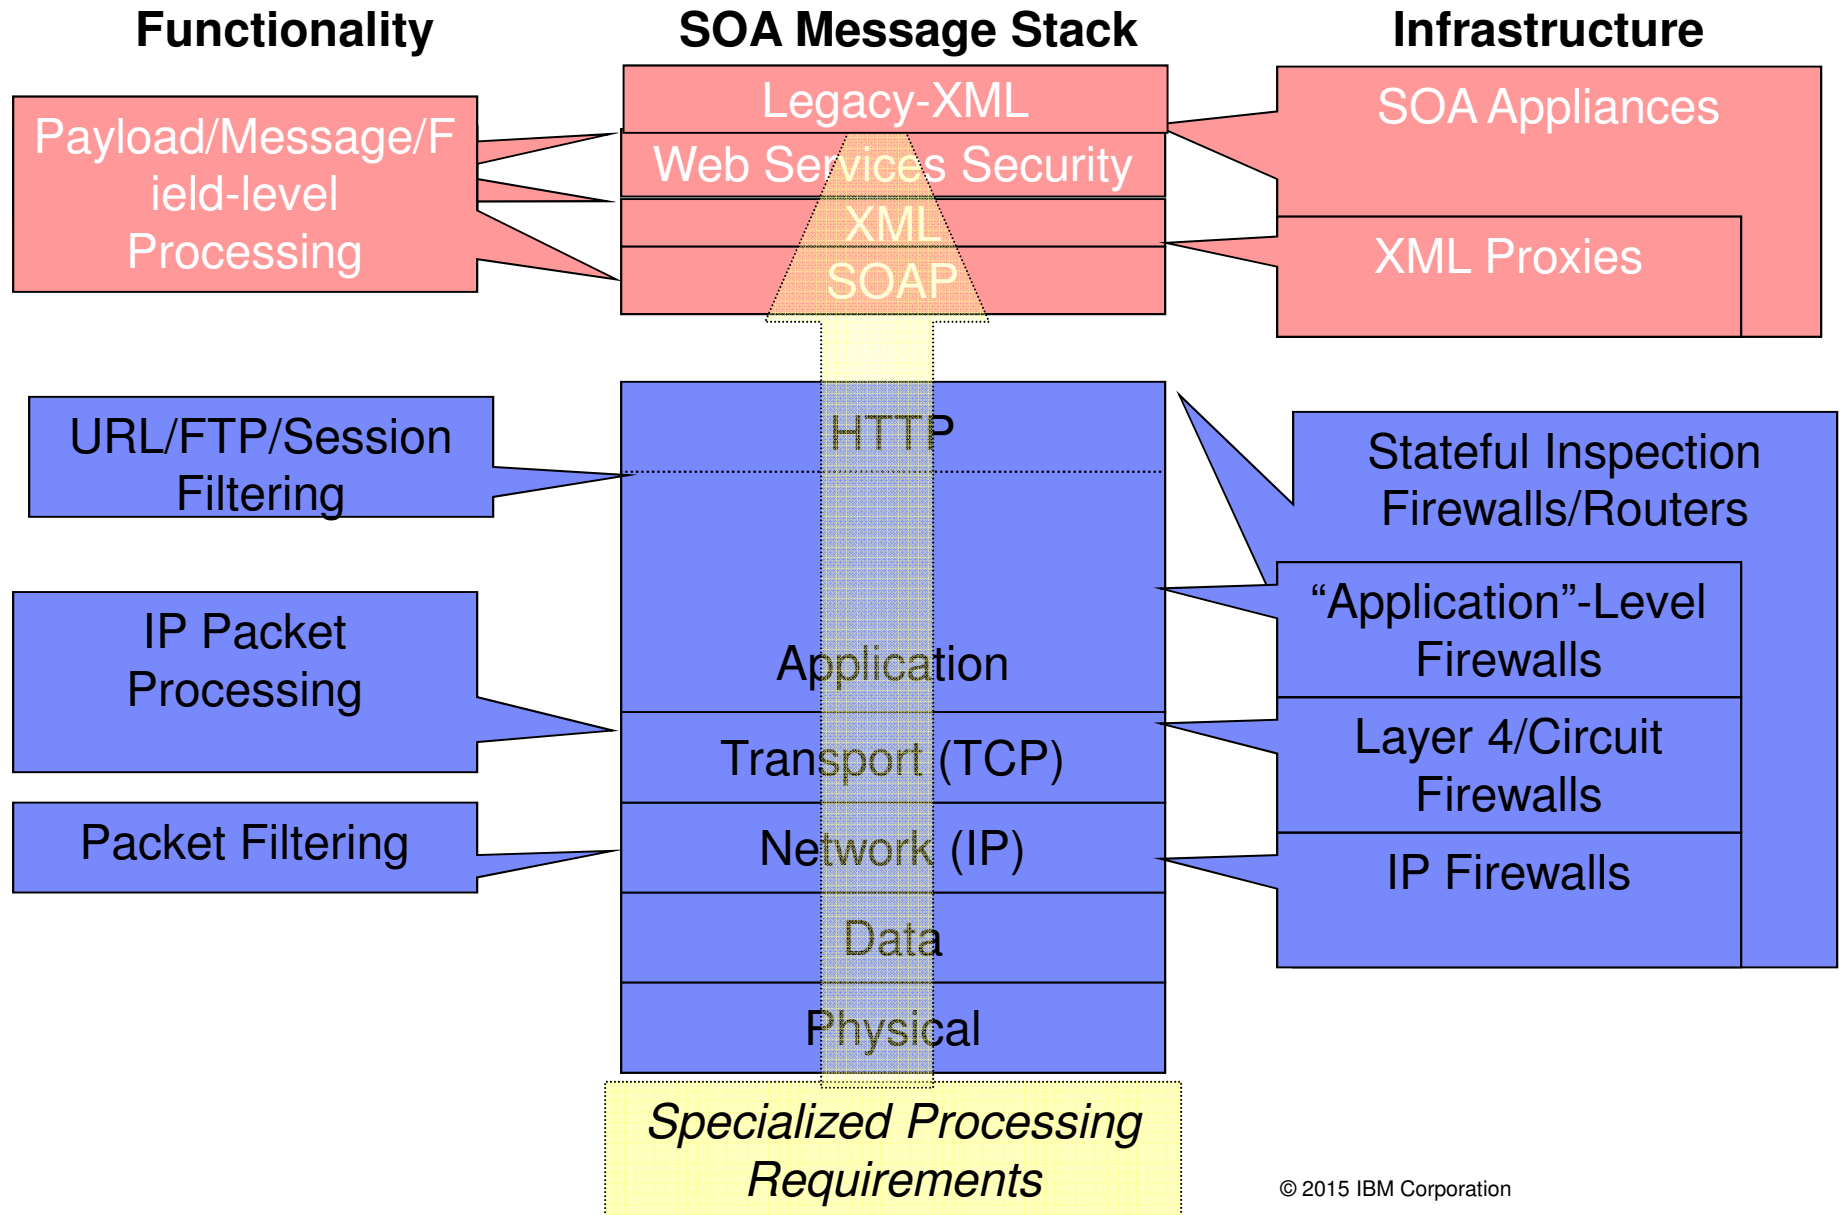 Functionality
SOA Message Stack
Infrastructure
Payload/Message/F
ield-level
Processing
URL/FTP/Session
Filtering
IP Packet
Processing
Packet Filtering
Legacy-XML
Web Services Security
XML
SOAP
HTTP
Application
Transport (TCP)
Network (IP)
Data
Physical
Specialized Processing
Requirements
SOA Appliances
XML Proxies
Stateful Inspection
Firewalls/Routers
“Application”-Level
Firewalls
Layer 4/Circuit
Firewalls
IP Firewalls
© 2015 IBM Corporation